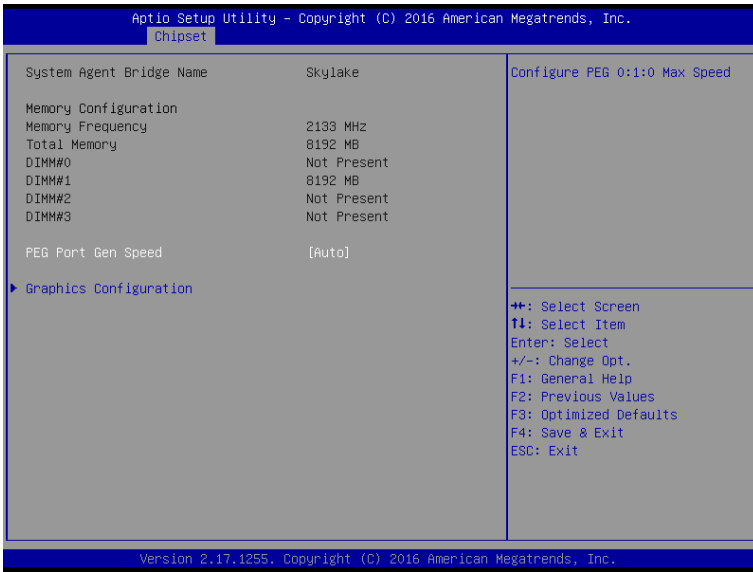 Aptio Setup Utility – Copyright (C) 2016 American Megatrends, Inc.
Chipset
System Agent Bridge Name Skylake
Memory Configuration
Memory Frequency 2133 MHz
Total Memory 8192 MB
DIMM#0 Not Present
DIMM#1 8192 MB
DIMM#2 Not Present
DIMM#3 Not Present
PEG Port Gen Speed [Auto]
Graphics Configuration
Configure PEG 0:1:0 Max Speed
→←: Select Screen
↑↓: Select Item
Enter: Select
+/-: Change Opt.
F1: General Help
F2: Previous Values
F3: Optimized Defaults
F4: Save & Exit
ESC: Exit
Version 2.17.1255. Copyright (C) 2016 American Megatrends, Inc.